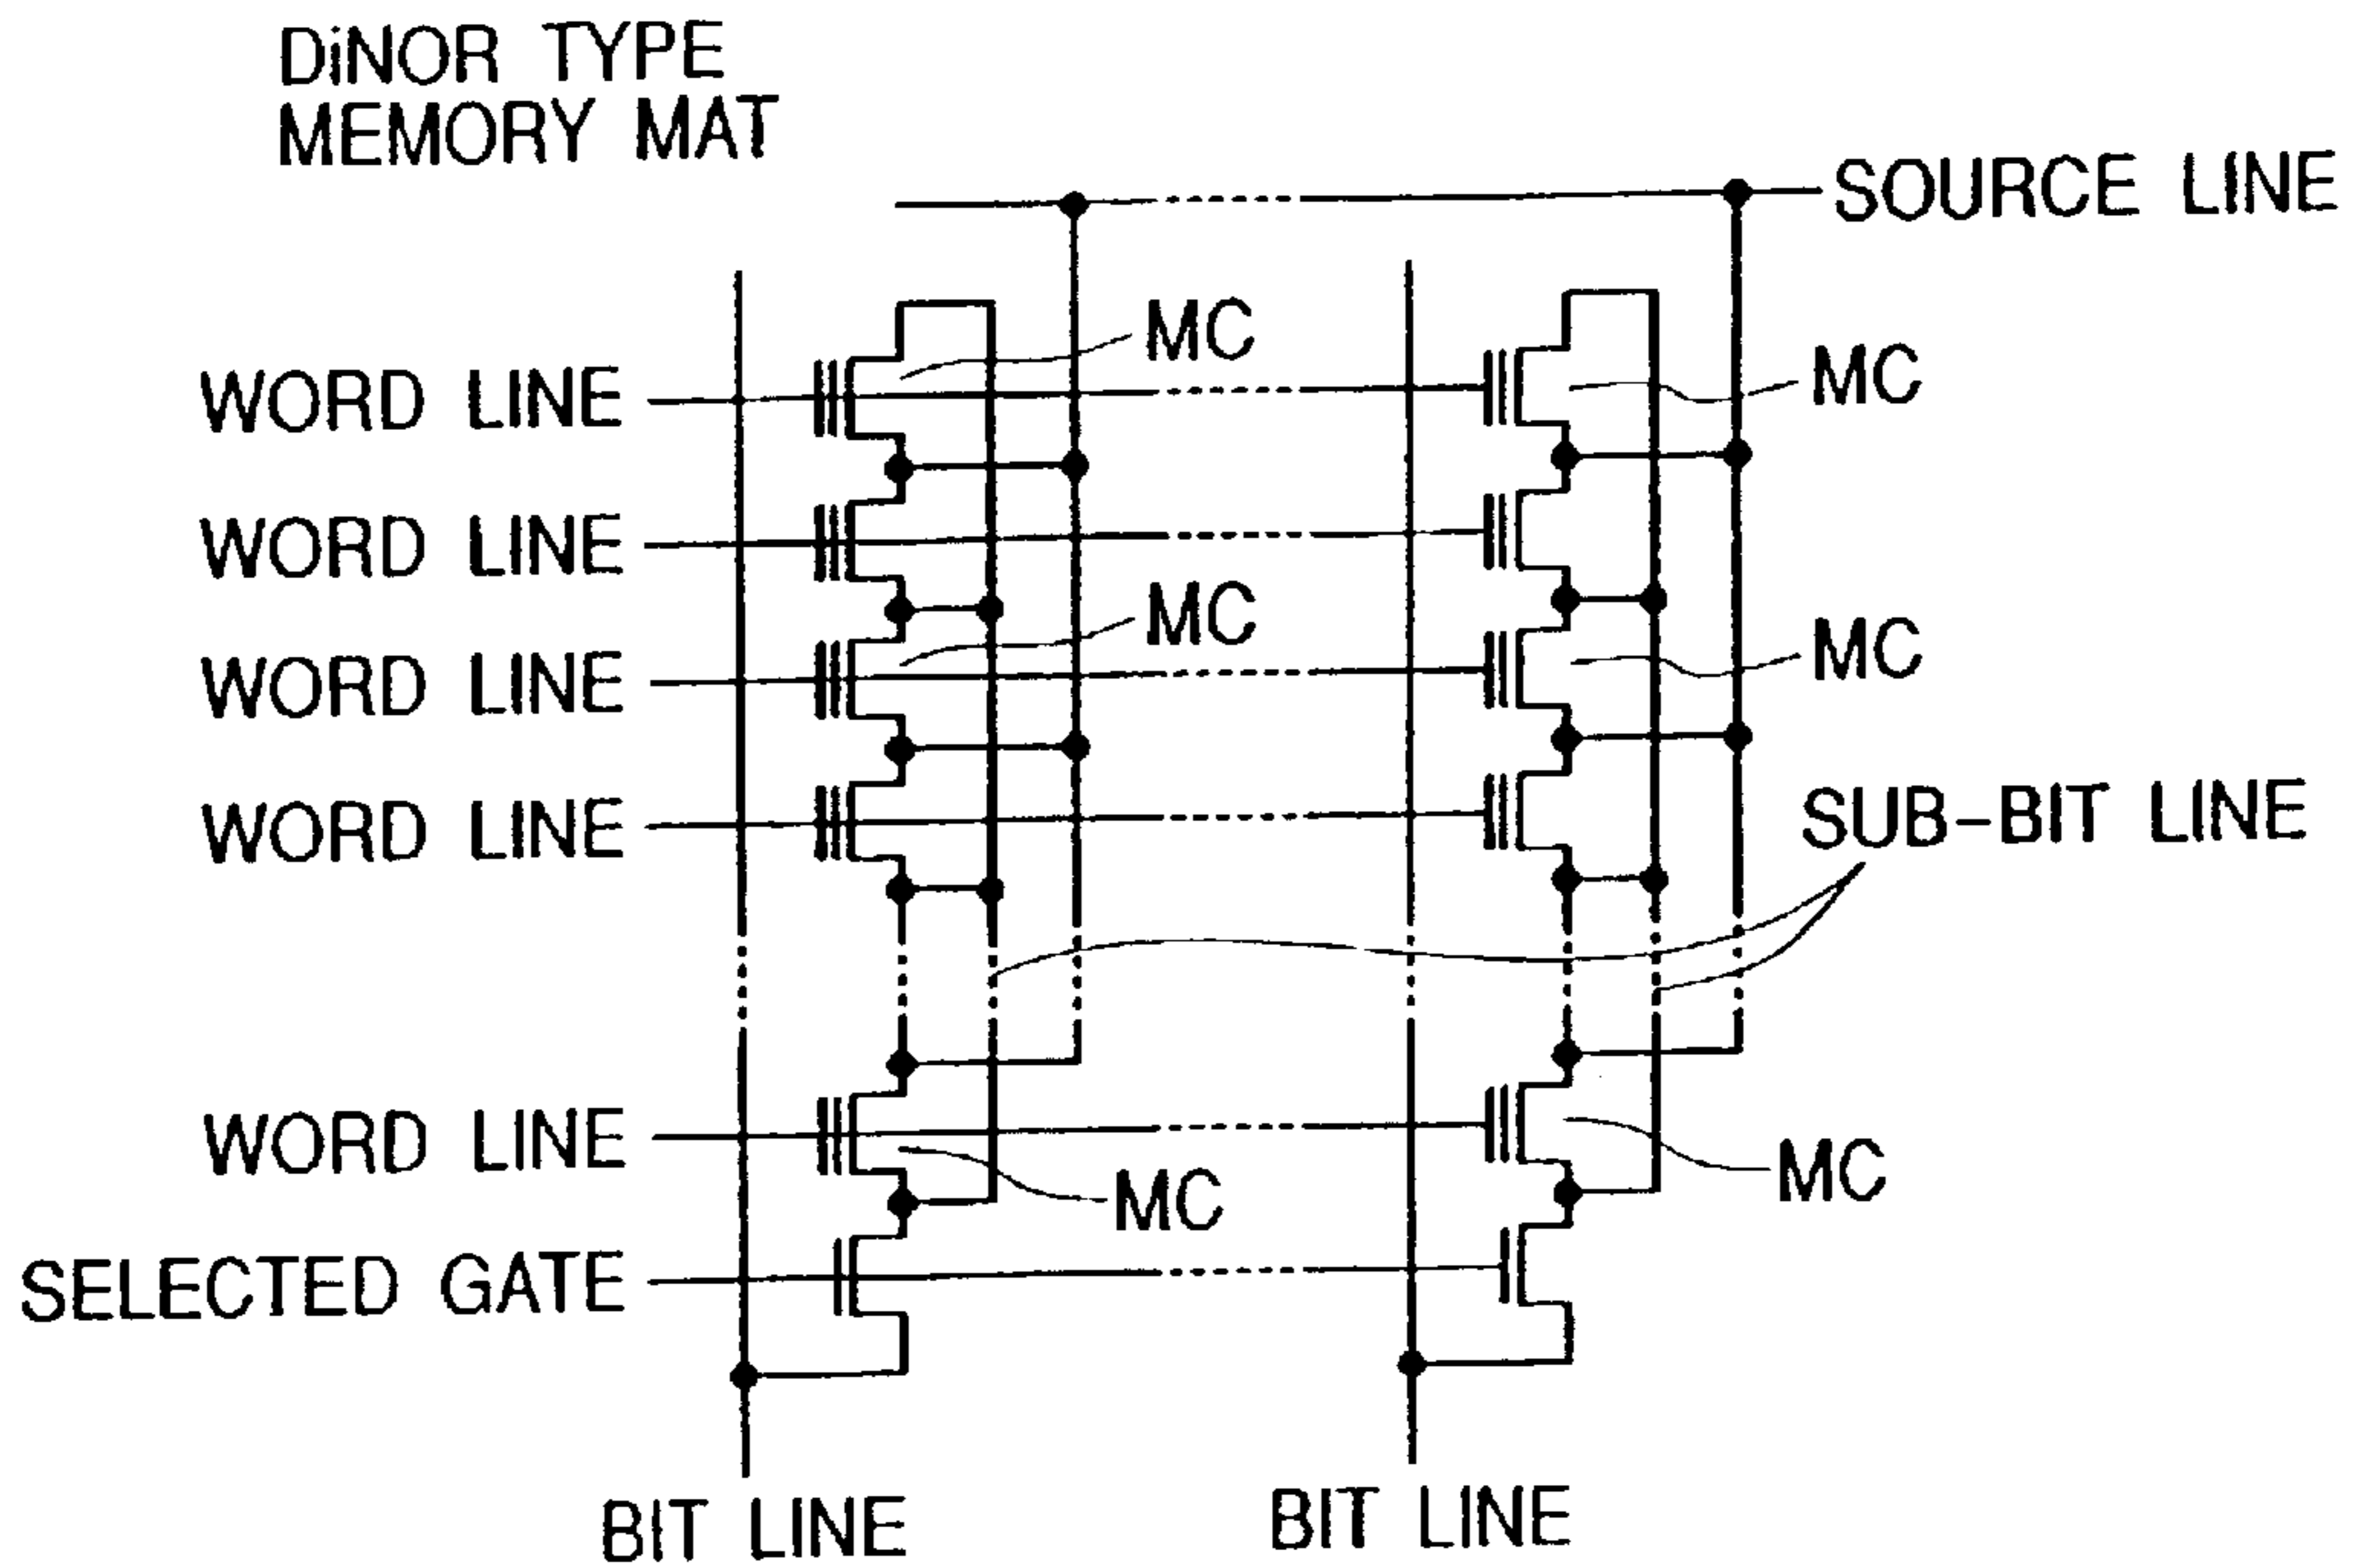 DiNOR TYPE
MEMORY MAT
SOURCE LINE
MC
WORD LINE
MC
WORD LINE
MC
WORD LINE
MC
WORD LINE
SUB-BIT LINE
WORD LINE
MC
MC
SELECTED GATE
BIT LINE
BIT LINE